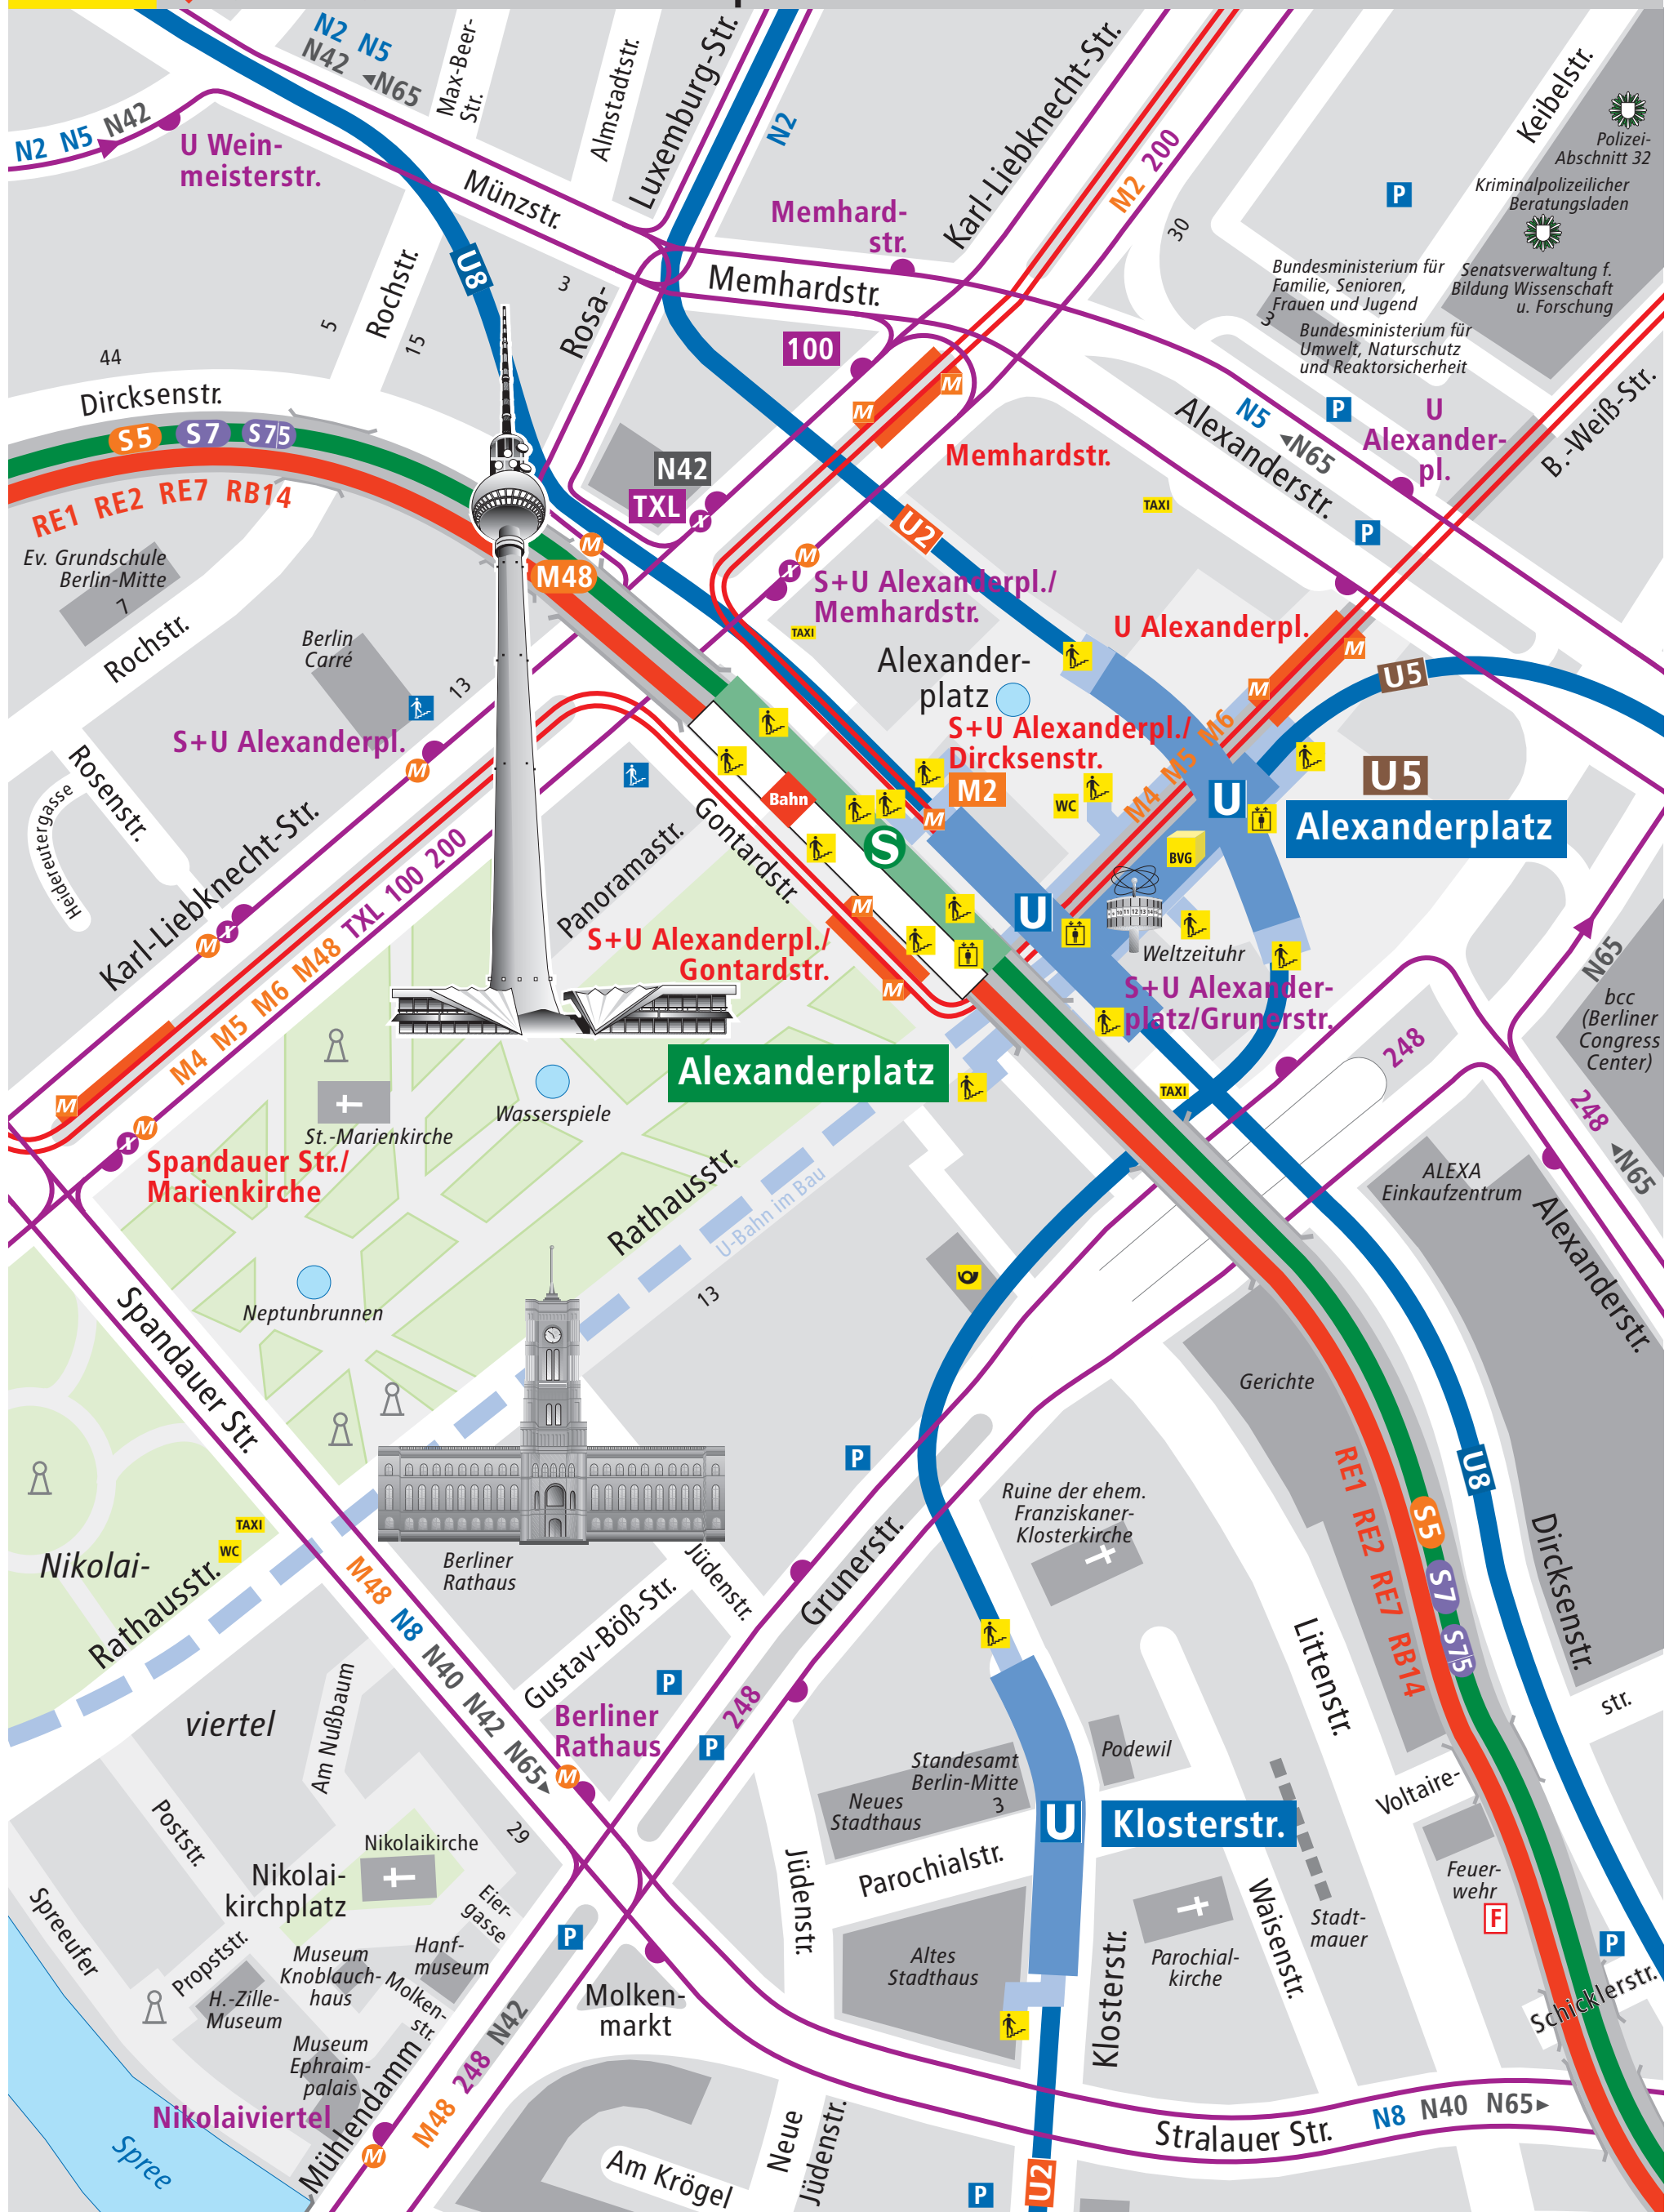 N2 N5
N42 ◄N65
Max-Beer-
Str.
Almstadtstr.
Luxemburg-Str.
N2
Karl-Liebknecht-Str.
M2 200
Keibelstr.
Polizei-
Abschnitt 32
Kriminalpolizeilicher
Beratungsladen
P
N2 N5 N42
U Wein-
meisterstr.
Münzstr.
Memhard-
str.
30
Senatsverwaltung f.
Bildung Wissenschaft
u. Forschung
Bundesministerium für
Familie, Senioren,
Frauen und Jugend
3
Bundesministerium für
Umwelt, Naturschutz
und Reaktorsicherheit
U8
Rochstr.
5
15
3
Rosa-
Memhardstr.
100
M
M
44
Dircksenstr.
S5 S7 S75
RE1 RE2 RE7 RB14
Memhardstr.
Alexanderstr.
N5 ◄N65
P
U
Alexander-
pl.
B.-Weiß-Str.
N42
TXL
X
TAXI
P
U2
Ev. Grundschule
Berlin-Mitte
7
Rochstr.
M
M48
M
X
S+U Alexanderpl./
Memhardstr.
TAXI
U Alexanderpl.
M
M
U5
Berlin
Carré
13
Alexander-
platz
S+U Alexanderpl./
Dircksenstr.
M2
M
M4 M5 M6
S+U Alexanderpl.
M
Rosenstr.
Heidereutergasse
Karl-Liebknecht-Str.
Bahn
S
Gontardstr.
Panoramastr.
WC
U
U5
Alexanderplatz
BVG
U
Weltzeituhr
TXL 100 200
M4 M5 M6 M48
M
X
S+U Alexanderpl./
Gontardstr.
M
M
S+U Alexander-
platz/Grunerstr.
N65
bcc
(Berliner
Congress
Center)
248
248
◄N65
Alexanderplatz
TAXI
Wasserspiele
St.-Marienkirche
M
M
X
Spandauer Str./
Marienkirche
Rathausstr.
U-Bahn im Bau
ALEXA
Einkaufzentrum
Alexanderstr.
Neptunbrunnen
13
Spandauer Str.
Gerichte
P
Ruine der ehem.
Franziskaner-
Klosterkirche
RE1 RE2 RE7 RB14
S5 S7 S75
U8
Dircksenstr.
TAXI
WC
Nikolai-
viertel
Rathausstr.
Berliner
Rathaus
Jüdenstr.
Grunerstr.
M48 N8 N40 N42 N65►
Gustav-Böß-Str.
P
248
Littenstr.
str.
Am Nußbaum
Berliner
Rathaus
M
P
Standesamt
Berlin-Mitte
3
Neues
Stadthaus
Podewil
U
Klosterstr.
Voltaire-
Poststr.
29
Nikolaikirche
Nikolai-
kirchplatz
Eier-
gasse
Jüdenstr.
Parochialstr.
Waisenstr.
Stadt-
mauer
Feuer-
wehr
F
P
Spreeufer
Propststr.
Museum
Knoblauch-
haus
Hanf-
museum
H.-Zille-
Museum
Molken-
str.
Museum
Ephraim-
palais
P
Molken-
markt
Altes
Stadthaus
Klosterstr.
Parochial-
kirche
Schicklerstr.
Nikolaiviertel
M
Mühlendamm
M48 248 N42
Spree
Am Krögel
Neue
Jüdenstr.
Stralauer Str.
N8 N40 N65►
P
U2